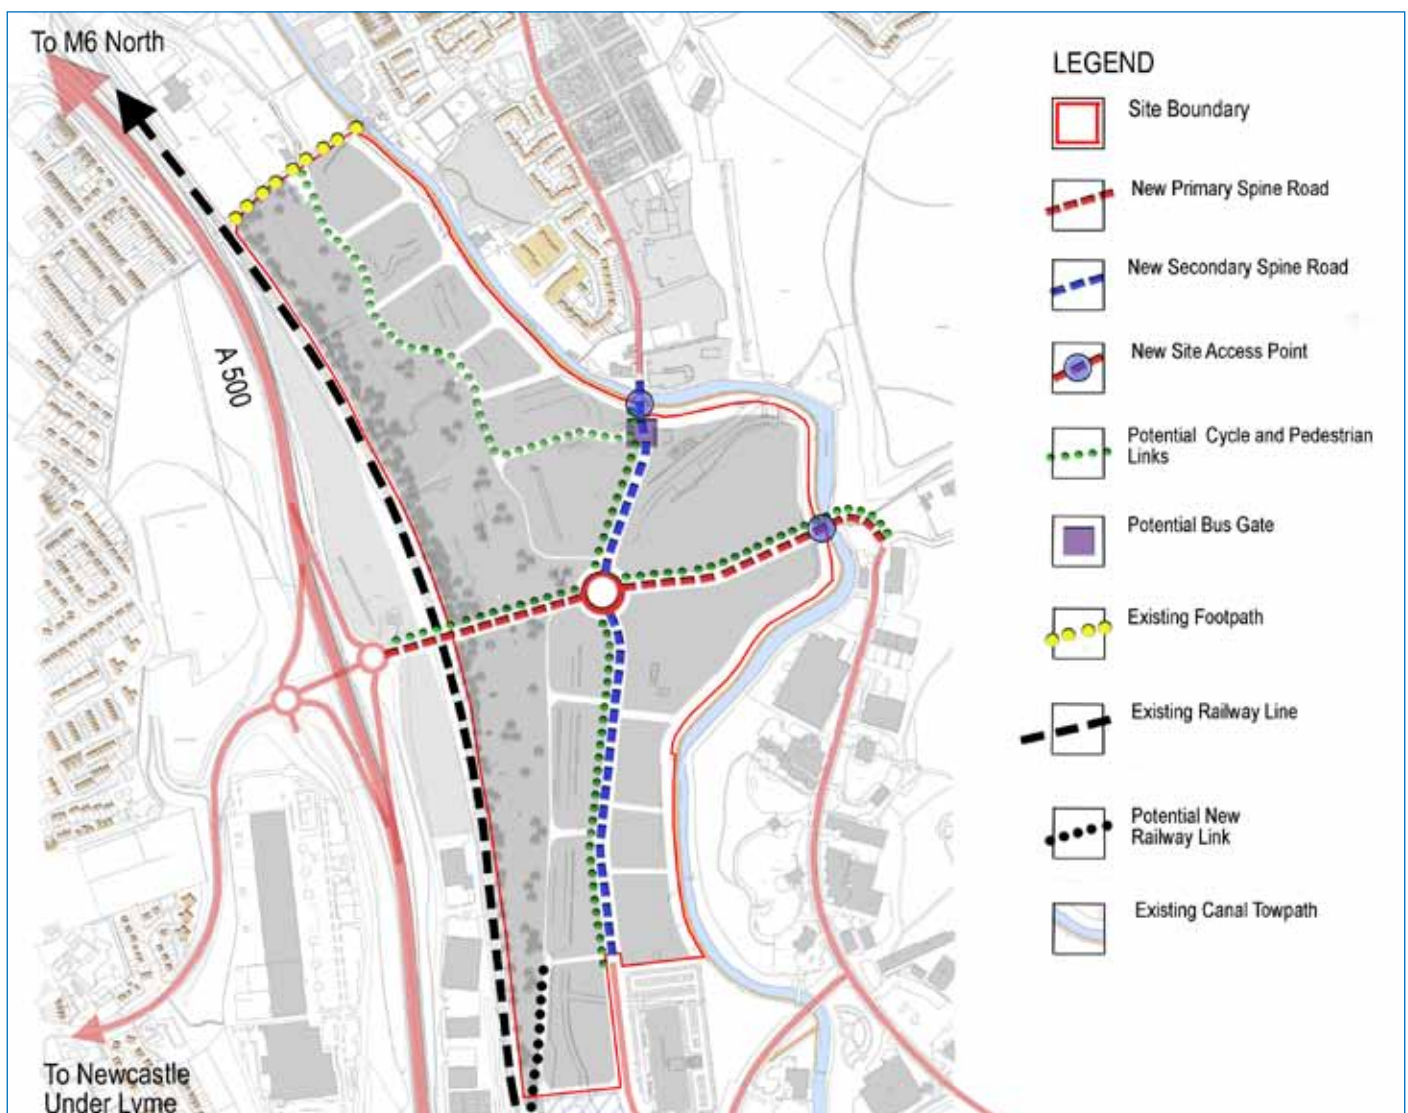 To M6 North
A 500
To Newcastle
Under Lyme
LEGEND
Site Boundary
New Primary Spine Road
New Secondary Spine Road
New Site Access Point
Potential Cycle and Pedestrian
Links
Potential Bus Gate
Existing Footpath
Existing Railway Line
Potential New
Railway Link
Existing Canal Towpath